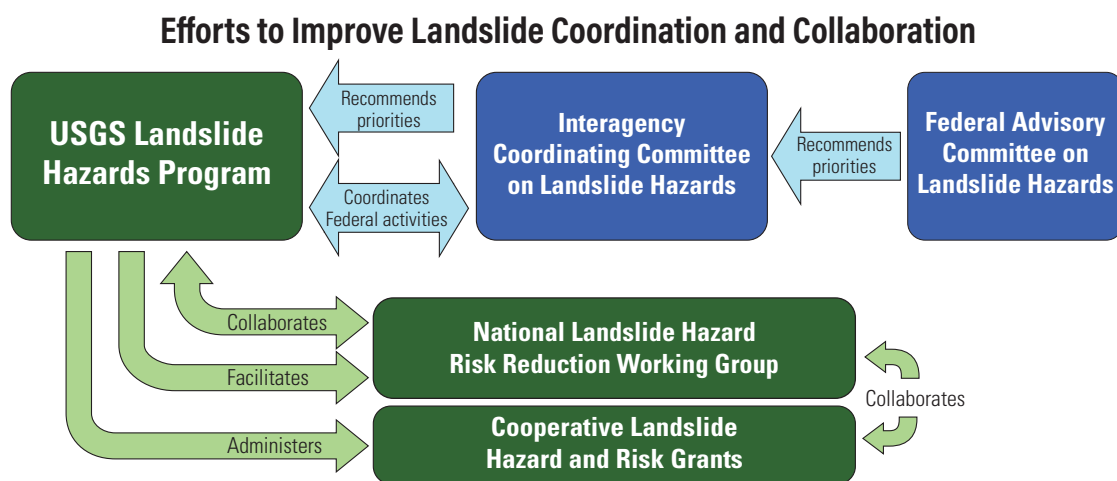 Efforts to Improve Landslide Coordination and Collaboration
USGS Landslide
Hazards Program
Recommends
priorities
Coordinates
Federal activities
Interagency
Coordinating Committee
on Landslide Hazards
Recommends
priorities
Federal Advisory
Committee on
Landslide Hazards
Collaborates
Facilitates
Administers
National Landslide Hazard
Risk Reduction Working Group
Cooperative Landslide
Hazard and Risk Grants
Collaborates